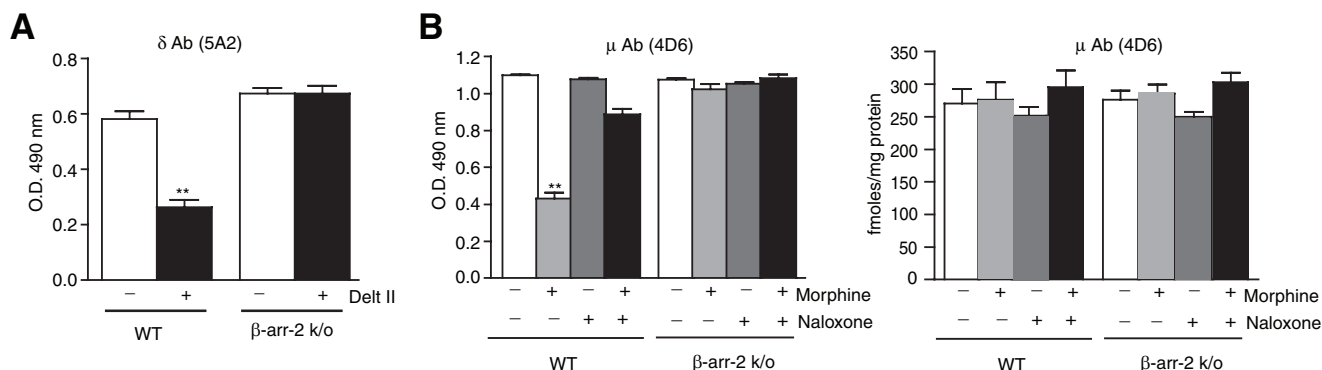 A
δ Ab (5A2)
O.D. 490 nm
0.8
0.6
0.4
0.2
0.0
**
– + – + Delt II
WT β-arr-2 k/o
B
μ Ab (4D6)
O.D. 490 nm
1.2
1.0
0.8
0.6
0.4
0.2
0.0
**
– + – + – + – + Morphine
– – + + – – + + Naloxone
WT β-arr-2 k/o
μ Ab (4D6)
fmoles/mg protein
350
300
250
200
150
100
50
0
– + – + – + – + Morphine
– – + + – – + + Naloxone
WT β-arr-2 k/o